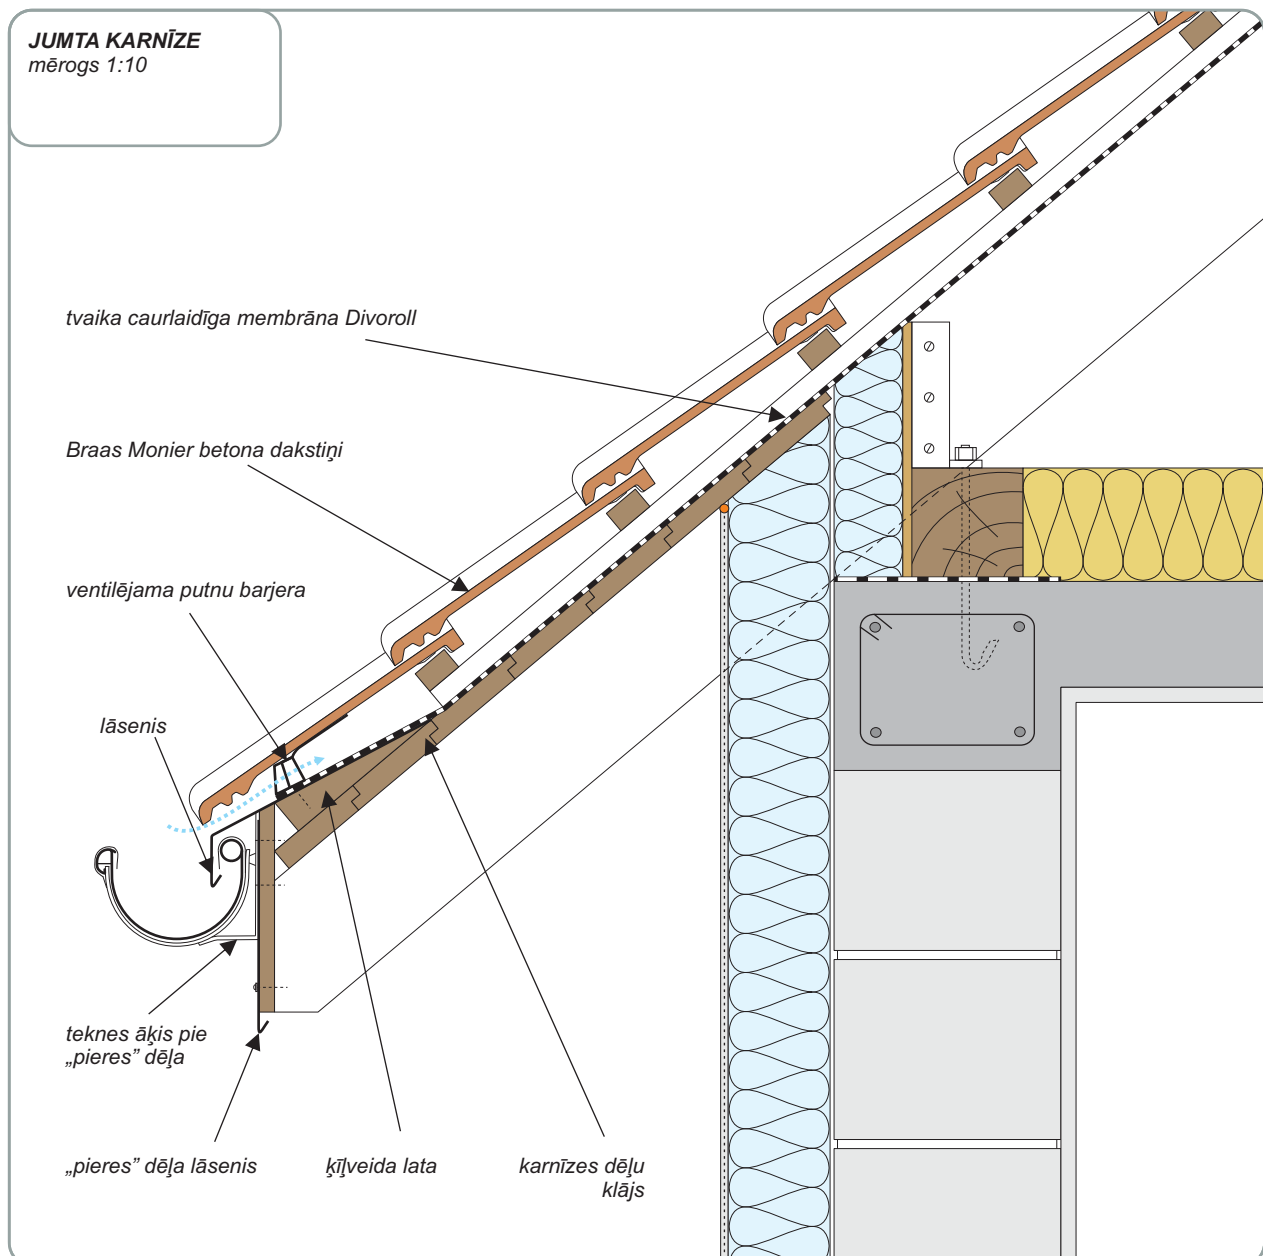 JUMTA KARNĪZE
mērogs 1:10
tvaika caurlaidīga membrāna Divoroll
Braas Monier betona dakstiņi
ventilējama putnu barjera
lāsenis
teknes āķis pie
„pieres” dēļa
„pieres” dēļa lāsenis
ķīļveida lata
karnīzes dēļu
klājs